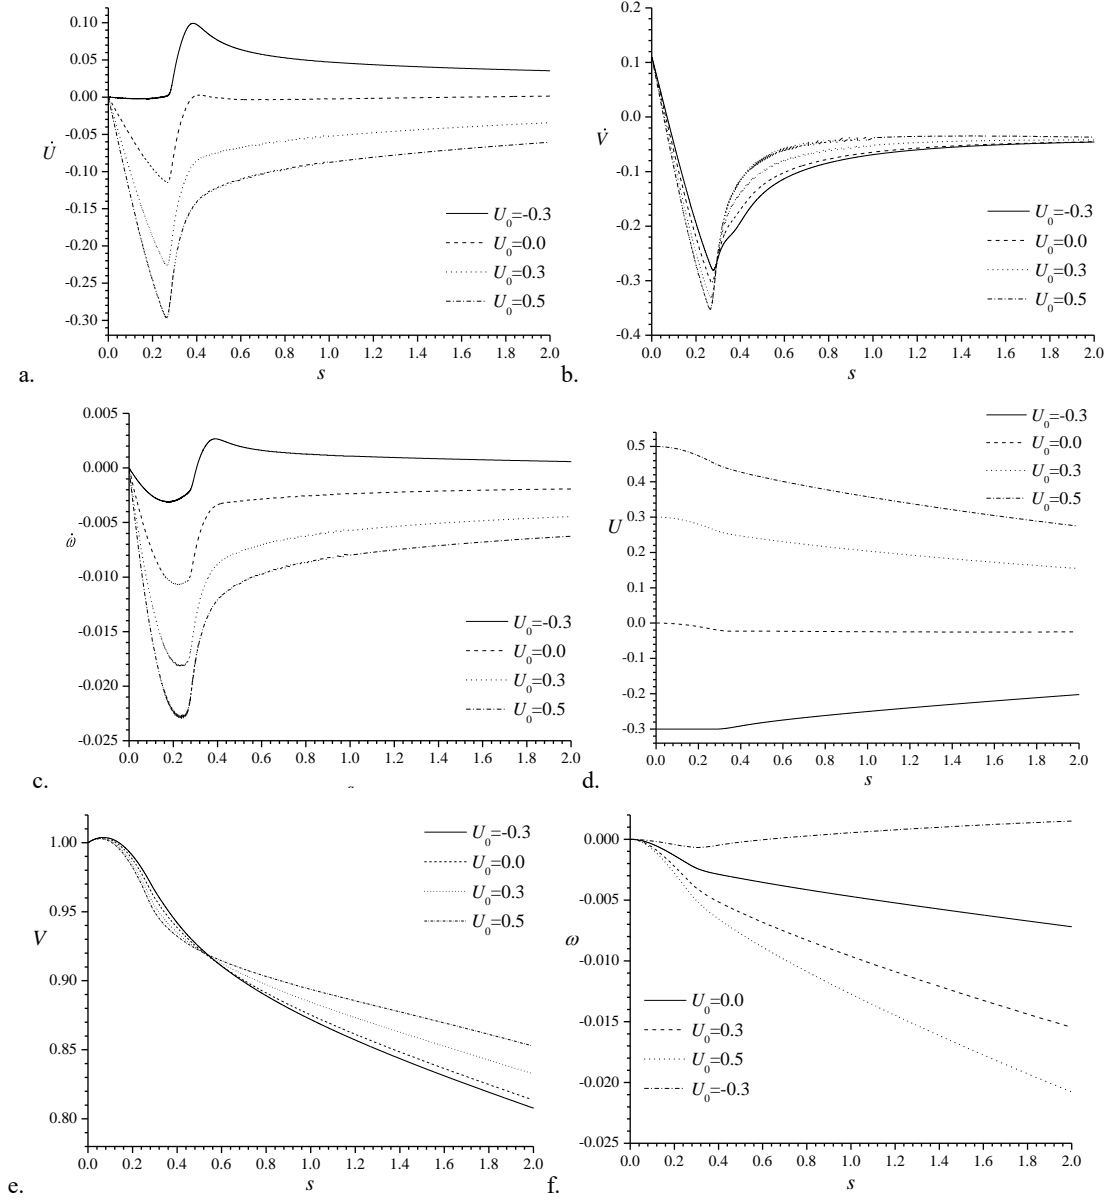 0.10
0.05
0.00
-0.05
-0.10
-0.15
-0.20
-0.25
-0.30
U̇
U₀=-0.3
U₀=0.0
U₀=0.3
U₀=0.5
0.0 0.2 0.4 0.6 0.8 1.0 1.2 1.4 1.6 1.8 2.0
a. s
0.2
0.1
0.0
-0.1
-0.2
-0.3
-0.4
V̇
U₀=-0.3
U₀=0.0
U₀=0.3
U₀=0.5
0.0 0.2 0.4 0.6 0.8 1.0 1.2 1.4 1.6 1.8 2.0
b. s
0.005
0.000
-0.005
-0.010
-0.015
-0.020
-0.025
ω̇
U₀=-0.3
U₀=0.0
U₀=0.3
U₀=0.5
0.0 0.2 0.4 0.6 0.8 1.0 1.2 1.4 1.6 1.8 2.0
c.
U₀=-0.3
U₀=0.0
U₀=0.3
U₀=0.5
0.5
0.4
0.3
0.2
0.1
0.0
-0.1
-0.2
-0.3
U
0.0 0.2 0.4 0.6 0.8 1.0 1.2 1.4 1.6 1.8 2.0
d. s
1.00
0.95
0.90
0.85
0.80
V
U₀=-0.3
U₀=0.0
U₀=0.3
U₀=0.5
0.0 0.2 0.4 0.6 0.8 1.0 1.2 1.4 1.6 1.8 2.0
e. s
0.000
-0.005
-0.010
-0.015
-0.020
-0.025
ω
U₀=0.0
U₀=0.3
U₀=0.5
U₀=-0.3
0.0 0.2 0.4 0.6 0.8 1.0 1.2 1.4 1.6 1.8 2.0
f. s